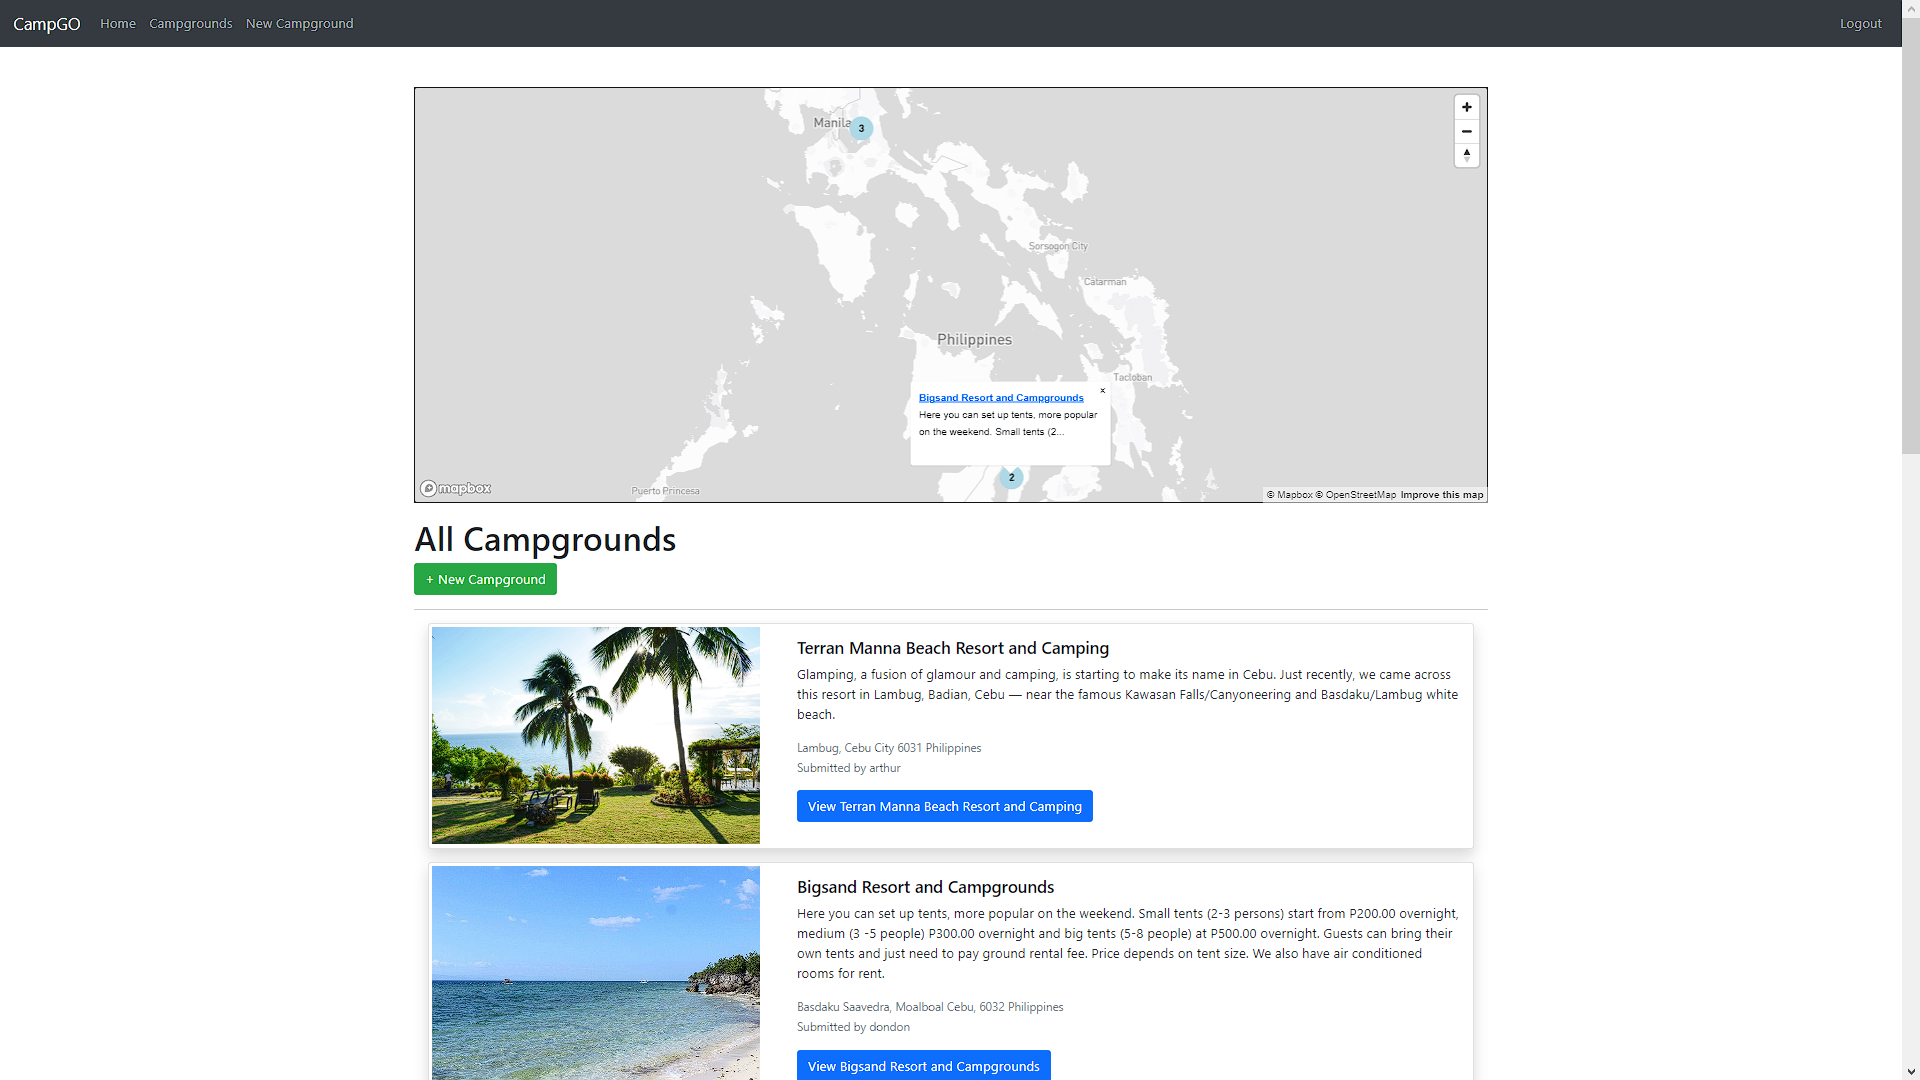 CampGO Home Campgrounds New Campground Logout
Manila 3
Sorsogon City
Catarman
Philippines
Tacloban
×
Bigsand Resort and Campgrounds
Here you can set up tents, more popular
on the weekend. Small tents (2...
2
Puerto Princesa
mapbox
© Mapbox © OpenStreetMap Improve this map
All Campgrounds
+ New Campground
Terran Manna Beach Resort and Camping
Glamping, a fusion of glamour and camping, is starting to make its name in Cebu. Just recently, we came across
this resort in Lambug, Badian, Cebu — near the famous Kawasan Falls/Canyoneering and Basdaku/Lambug white
beach.
Lambug, Cebu City 6031 Philippines
Submitted by arthur
View Terran Manna Beach Resort and Camping
Bigsand Resort and Campgrounds
Here you can set up tents, more popular on the weekend. Small tents (2-3 persons) start from P200.00 overnight,
medium (3 -5 people) P300.00 overnight and big tents (5-8 people) at P500.00 overnight. Guests can bring their
own tents and just need to pay ground rental fee. Price depends on tent size. We also have air conditioned
rooms for rent.
Basdaku Saavedra, Moalboal Cebu, 6032 Philippines
Submitted by dondon
View Bigsand Resort and Campgrounds